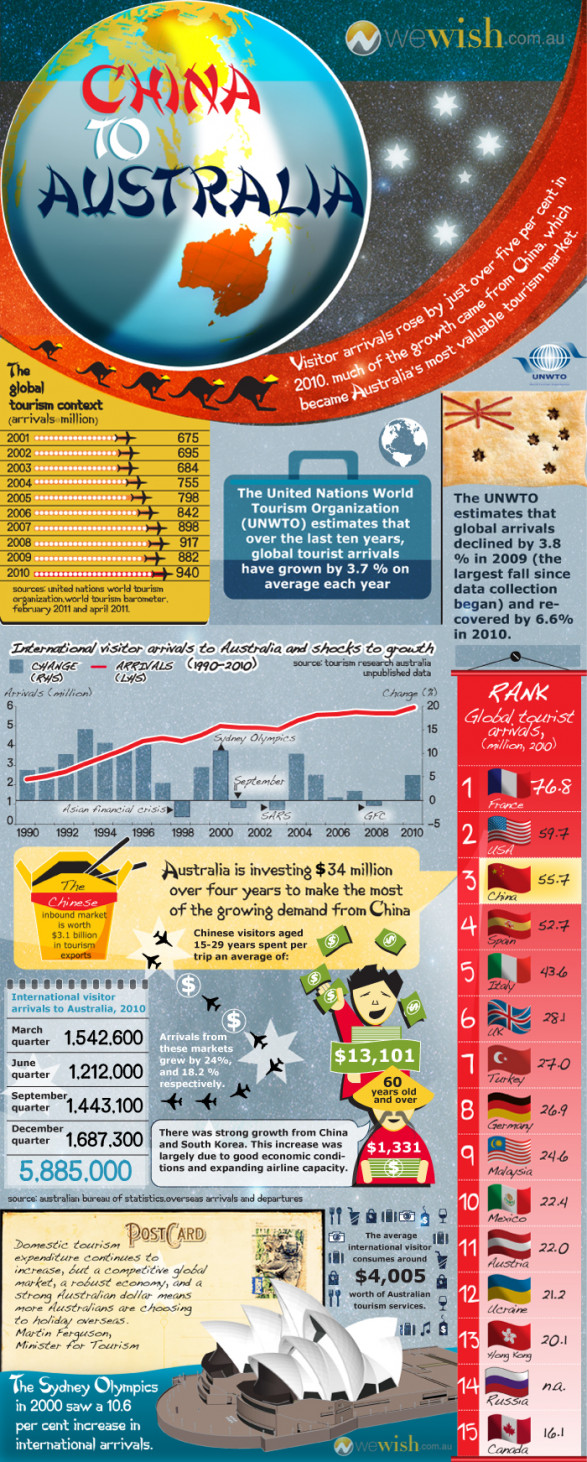 wewish.com.au
CHINA
TO
AUSTRALIA
Visitor arrivals rose by just over five per cent in
2010, much of the growth came from China, which
became Australia's most valuable tourism market.
UNWTO
The
global
tourism context
(arrivals-million)
2001 675
2002 695
2003 684
2004 755
2005 798
2006 842
2007 898
2008 917
2009 882
2010 940
sources: united nations world tourism
organization, world tourism barometer,
february 2011 and april 2011.
The United Nations World
Tourism Organization
(UNWTO) estimates that
over the last ten years,
global tourist arrivals
have grown by 3.7 % on
average each year
The UNWTO
estimates that
global arrivals
declined by 3.8
% in 2009 (the
largest fall since
data collection
began) and re-
covered by 6.6%
in 2010.
International visitor arrivals to Australia and shocks to growth
CHANGE (RHS) ARRIVALS (LHS) (1990-2010)
source: tourism research australia
unpublished data
Arrivals (million) Change (%)
6 20
5 15
4
3 10
2 5
1 0
0 -5
Sydney Olympics
September
Asian financial crisis
SARS
GFC
1990 1992 1994 1996 1998 2000 2002 2004 2006 2008 2010
The
Chinese
inbound market
is worth
$3.1 billion
in tourism
exports
Australia is investing $34 million
over four years to make the most
of the growing demand from China
Chinese visitors aged
15-29 years spent per
trip an average of:
$13,101
60
years old
and over
$1,331
International visitor
arrivals to Australia, 2010
March
quarter 1,542,600
June
quarter 1,212,000
September
quarter 1,443,100
December
quarter 1,687,300
5,885,000
Arrivals from
these markets
grew by 24%,
and 18.2 %
respectively.
There was strong growth from China
and South Korea. This increase was
largely due to good economic condi-
tions and expanding airline capacity.
source: australian bureau of statistics, overseas arrivals and departures
POSTCARD
Domestic tourism
expenditure continues to
increase, but a competitive global
market, a robust economy, and a
strong Australian dollar means
more Australians are choosing
to holiday overseas.
Martin Ferguson,
Minister for Tourism
The average
international visitor
consumes around
$4,005
worth of Australian
tourism services.
The Sydney Olympics
in 2000 saw a 10.6
per cent increase in
international arrivals.
wewish.com.au
RANK
Global tourist
arrivals,
(million, 2010)
1 France 76.8
2 USA 59.7
3 China 55.7
4 Spain 52.7
5 Italy 43.6
6 UK 28.1
7 Turkey 27.0
8 Germany 26.9
9 Malaysia 24.6
10 Mexico 22.4
11 Austria 22.0
12 Ucraine 21.2
13 Hong Kong 20.1
14 Russia n.a.
15 Canada 16.1